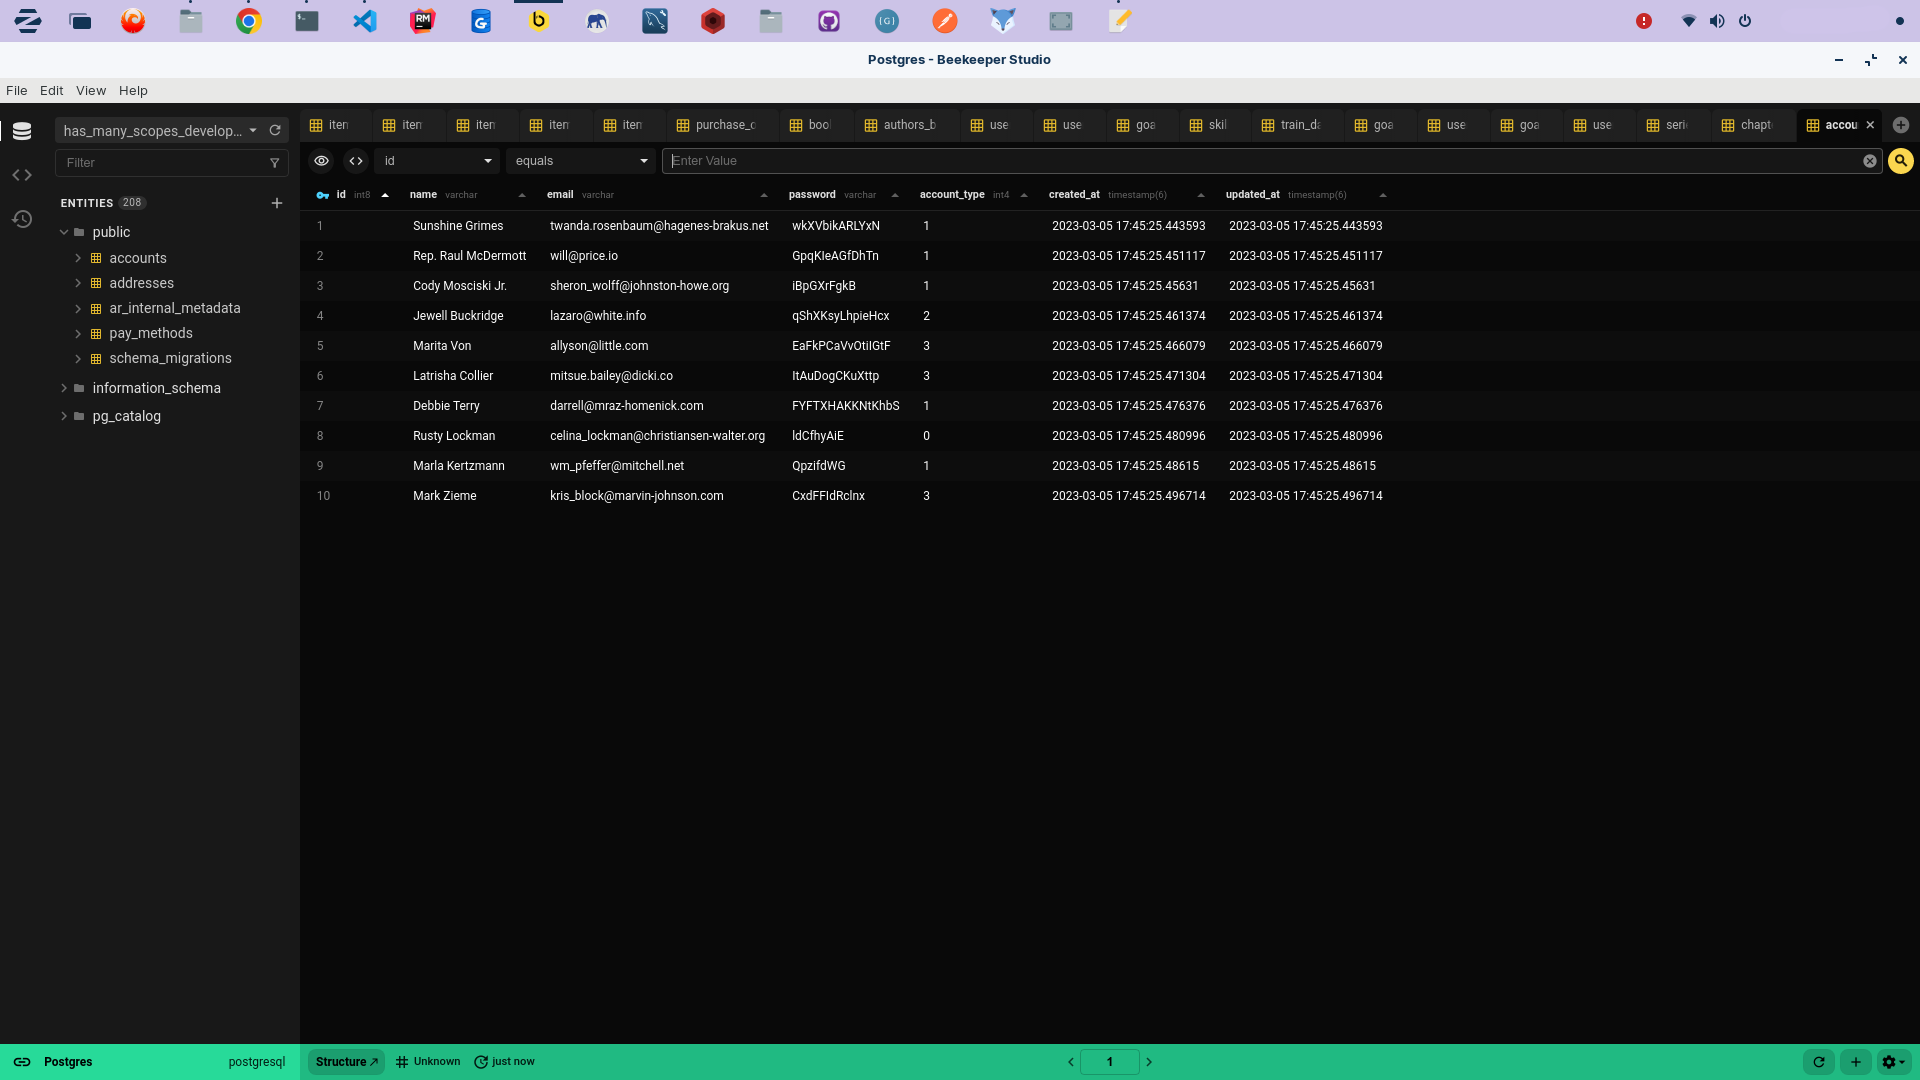 Postgres - Beekeeper Studio
File Edit View Help
has_many_scopes_develop...
Filter
ENTITIES 208
public
accounts
addresses
ar_internal_metadata
pay_methods
schema_migrations
information_schema
pg_catalog
iten iten iten iten iten purchase_o bool authors_b use use goa skil train_da goa use goa use seri chapt accou
id equals Enter Value
id int8 name varchar email varchar password varchar account_type int4 created_at timestamp(6) updated_at timestamp(6)
1 Sunshine Grimes twanda.rosenbaum@hagenes-brakus.net wkXVbikARLYxN 1 2023-03-05 17:45:25.443593 2023-03-05 17:45:25.443593
2 Rep. Raul McDermott will@price.io GpqKIeAGfDhTn 1 2023-03-05 17:45:25.451117 2023-03-05 17:45:25.451117
3 Cody Mosciski Jr. sheron_wolff@johnston-howe.org iBpGXrFgkB 1 2023-03-05 17:45:25.45631 2023-03-05 17:45:25.45631
4 Jewell Buckridge lazaro@white.info qShXKsyLhpieHcx 2 2023-03-05 17:45:25.461374 2023-03-05 17:45:25.461374
5 Marita Von allyson@little.com EaFkPCaVvOtiIGtF 3 2023-03-05 17:45:25.466079 2023-03-05 17:45:25.466079
6 Latrisha Collier mitsue.bailey@dicki.co ItAuDogCKuXttp 3 2023-03-05 17:45:25.471304 2023-03-05 17:45:25.471304
7 Debbie Terry darrell@mraz-homenick.com FYFTXHAKKNtKhbS 1 2023-03-05 17:45:25.476376 2023-03-05 17:45:25.476376
8 Rusty Lockman celina_lockman@christiansen-walter.org ldCfhyAiE 0 2023-03-05 17:45:25.480996 2023-03-05 17:45:25.480996
9 Marla Kertzmann wm_pfeffer@mitchell.net QpzifdWG 1 2023-03-05 17:45:25.48615 2023-03-05 17:45:25.48615
10 Mark Zieme kris_block@marvin-johnson.com CxdFFIdRclnx 3 2023-03-05 17:45:25.496714 2023-03-05 17:45:25.496714
Postgres postgresql Structure Unknown just now 1